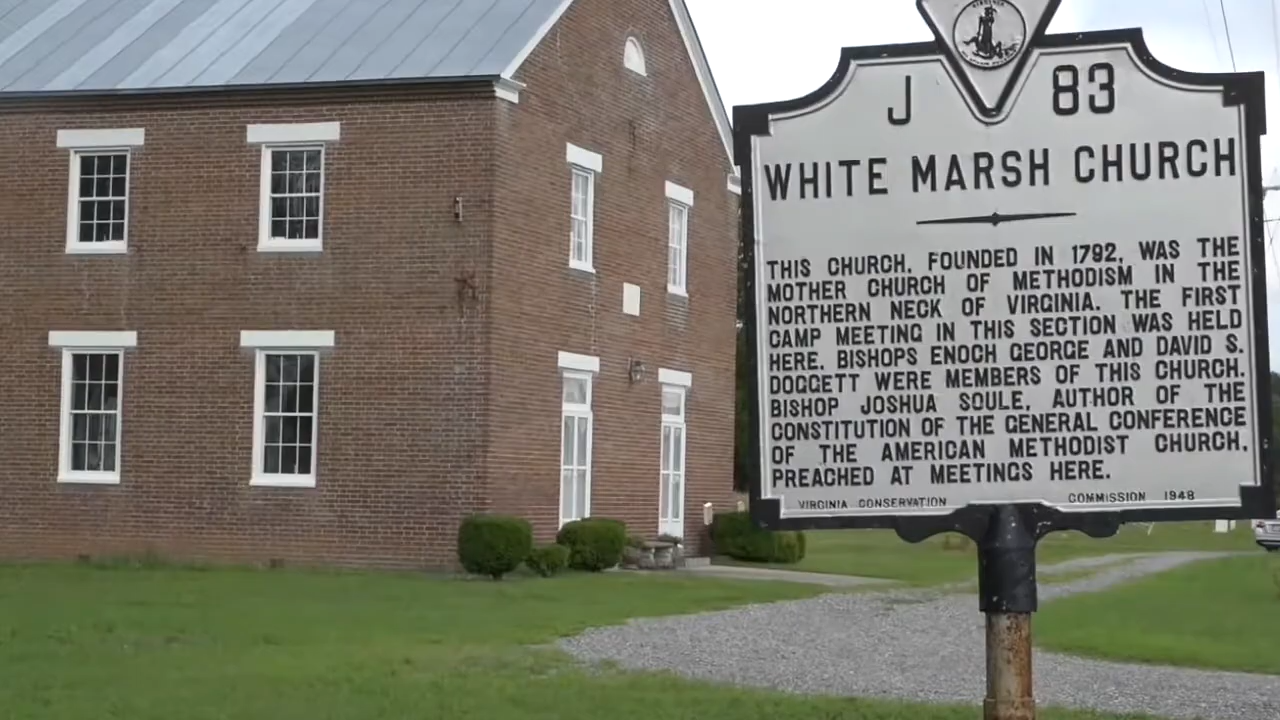 J 83
WHITE MARSH CHURCH
THIS CHURCH, FOUNDED IN 1792, WAS THE
MOTHER CHURCH OF METHODISM IN THE
NORTHERN NECK OF VIRGINIA. THE FIRST
CAMP MEETING IN THIS SECTION WAS HELD
HERE. BISHOPS ENOCH GEORGE AND DAVID S.
DOGGETT WERE MEMBERS OF THIS CHURCH.
BISHOP JOSHUA SOULE, AUTHOR OF THE
CONSTITUTION OF THE GENERAL CONFERENCE
OF THE AMERICAN METHODIST CHURCH,
PREACHED AT MEETINGS HERE.
VIRGINIA CONSERVATION COMMISSION 1948